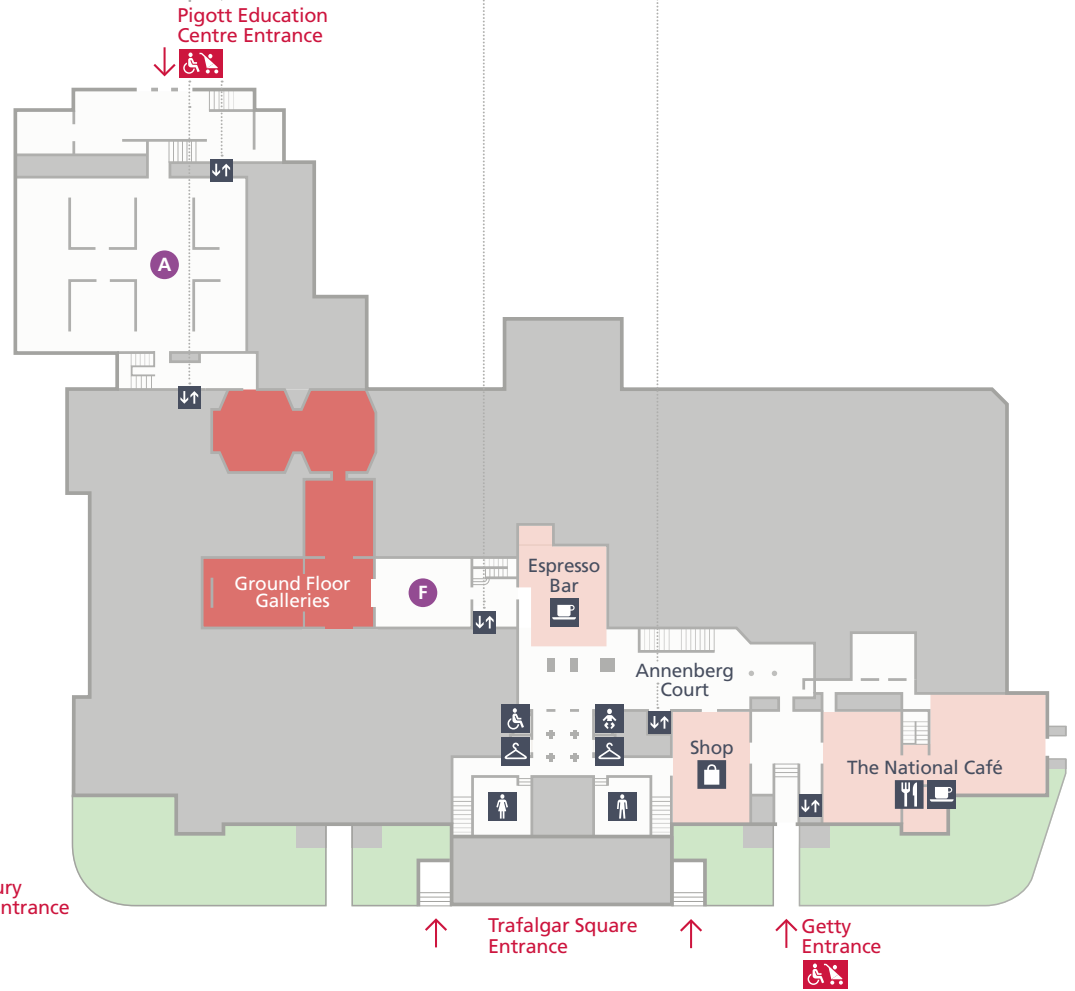 Pigott Education
Centre Entrance
A
Ground Floor
Galleries
F
Espresso
Bar
Annenberg
Court
Shop
The National Café
Entrance
Trafalgar Square
Entrance
Getty
Entrance